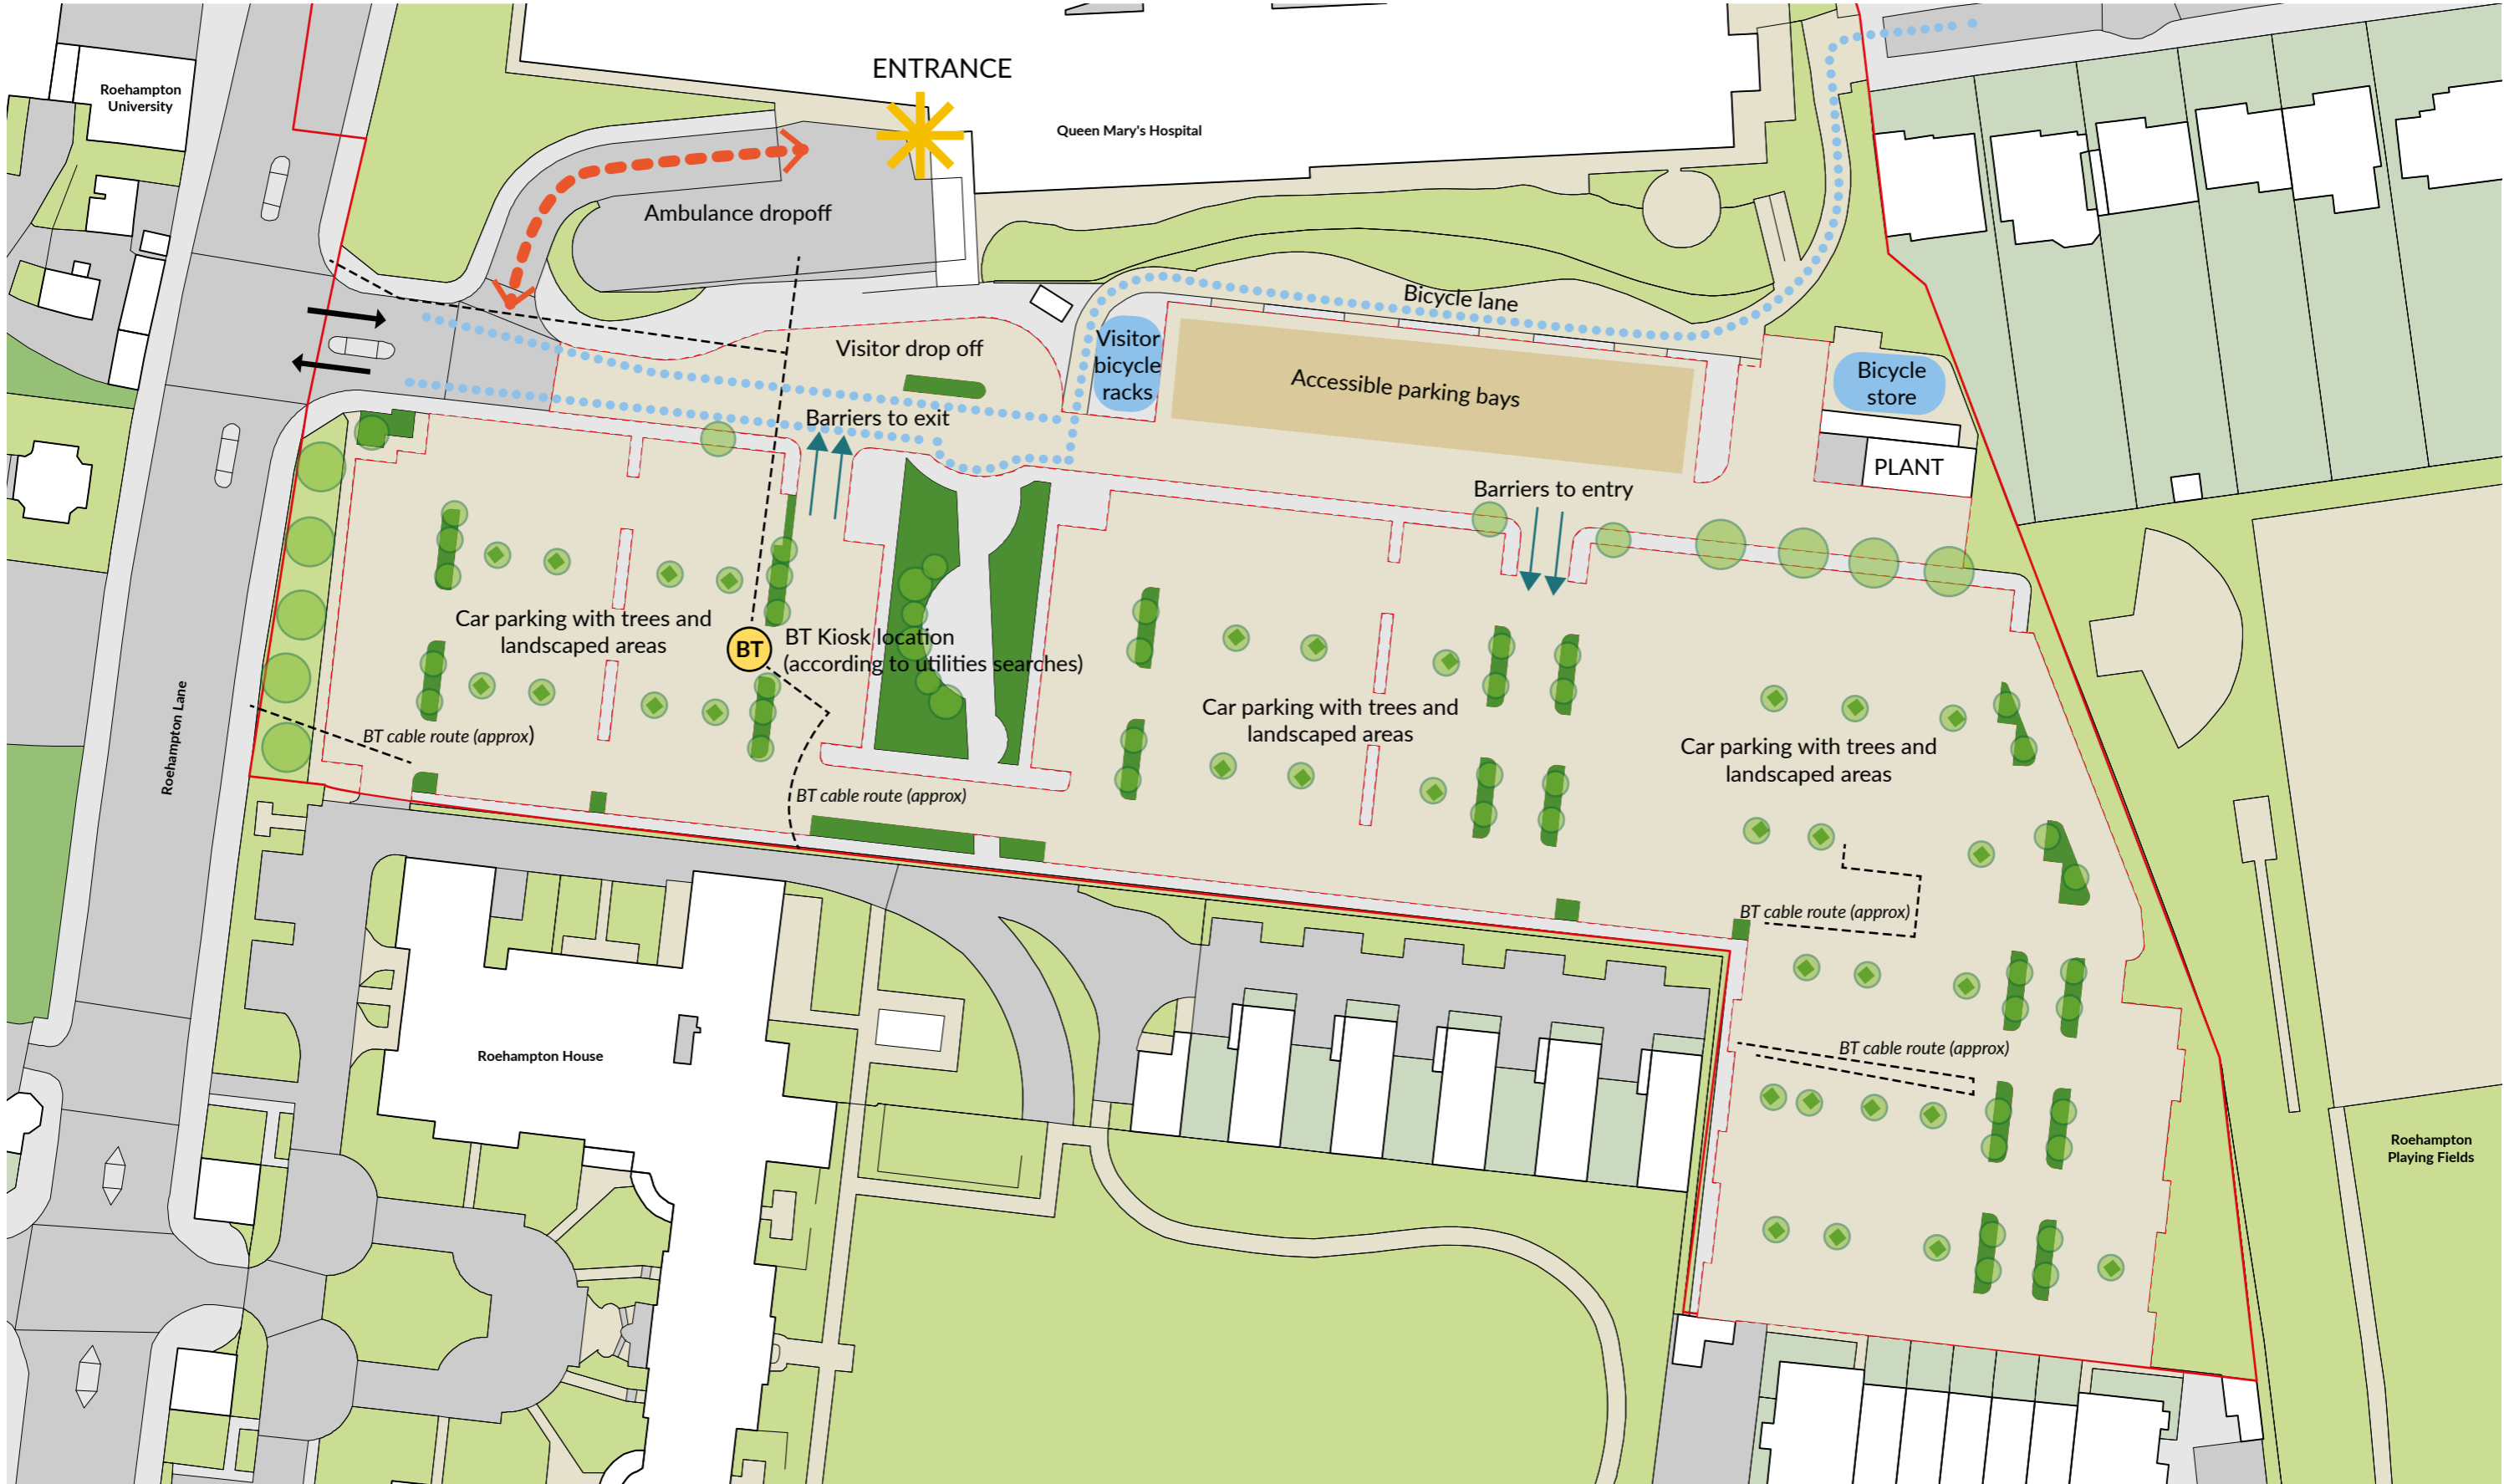 ENTRANCE
Roehampton
University
Queen Mary's Hospital
Ambulance dropoff
Bicycle lane
Visitor drop off
Visitor
bicycle
racks
Accessible parking bays
Bicycle
store
Barriers to exit
PLANT
Barriers to entry
Car parking with trees and
landscaped areas
BT
BT Kiosk location
(according to utilities searches)
Car parking with trees and
landscaped areas
Car parking with trees and
landscaped areas
Roehampton Lane
BT cable route (approx)
BT cable route (approx)
BT cable route (approx)
BT cable route (approx)
Roehampton House
Roehampton
Playing Fields